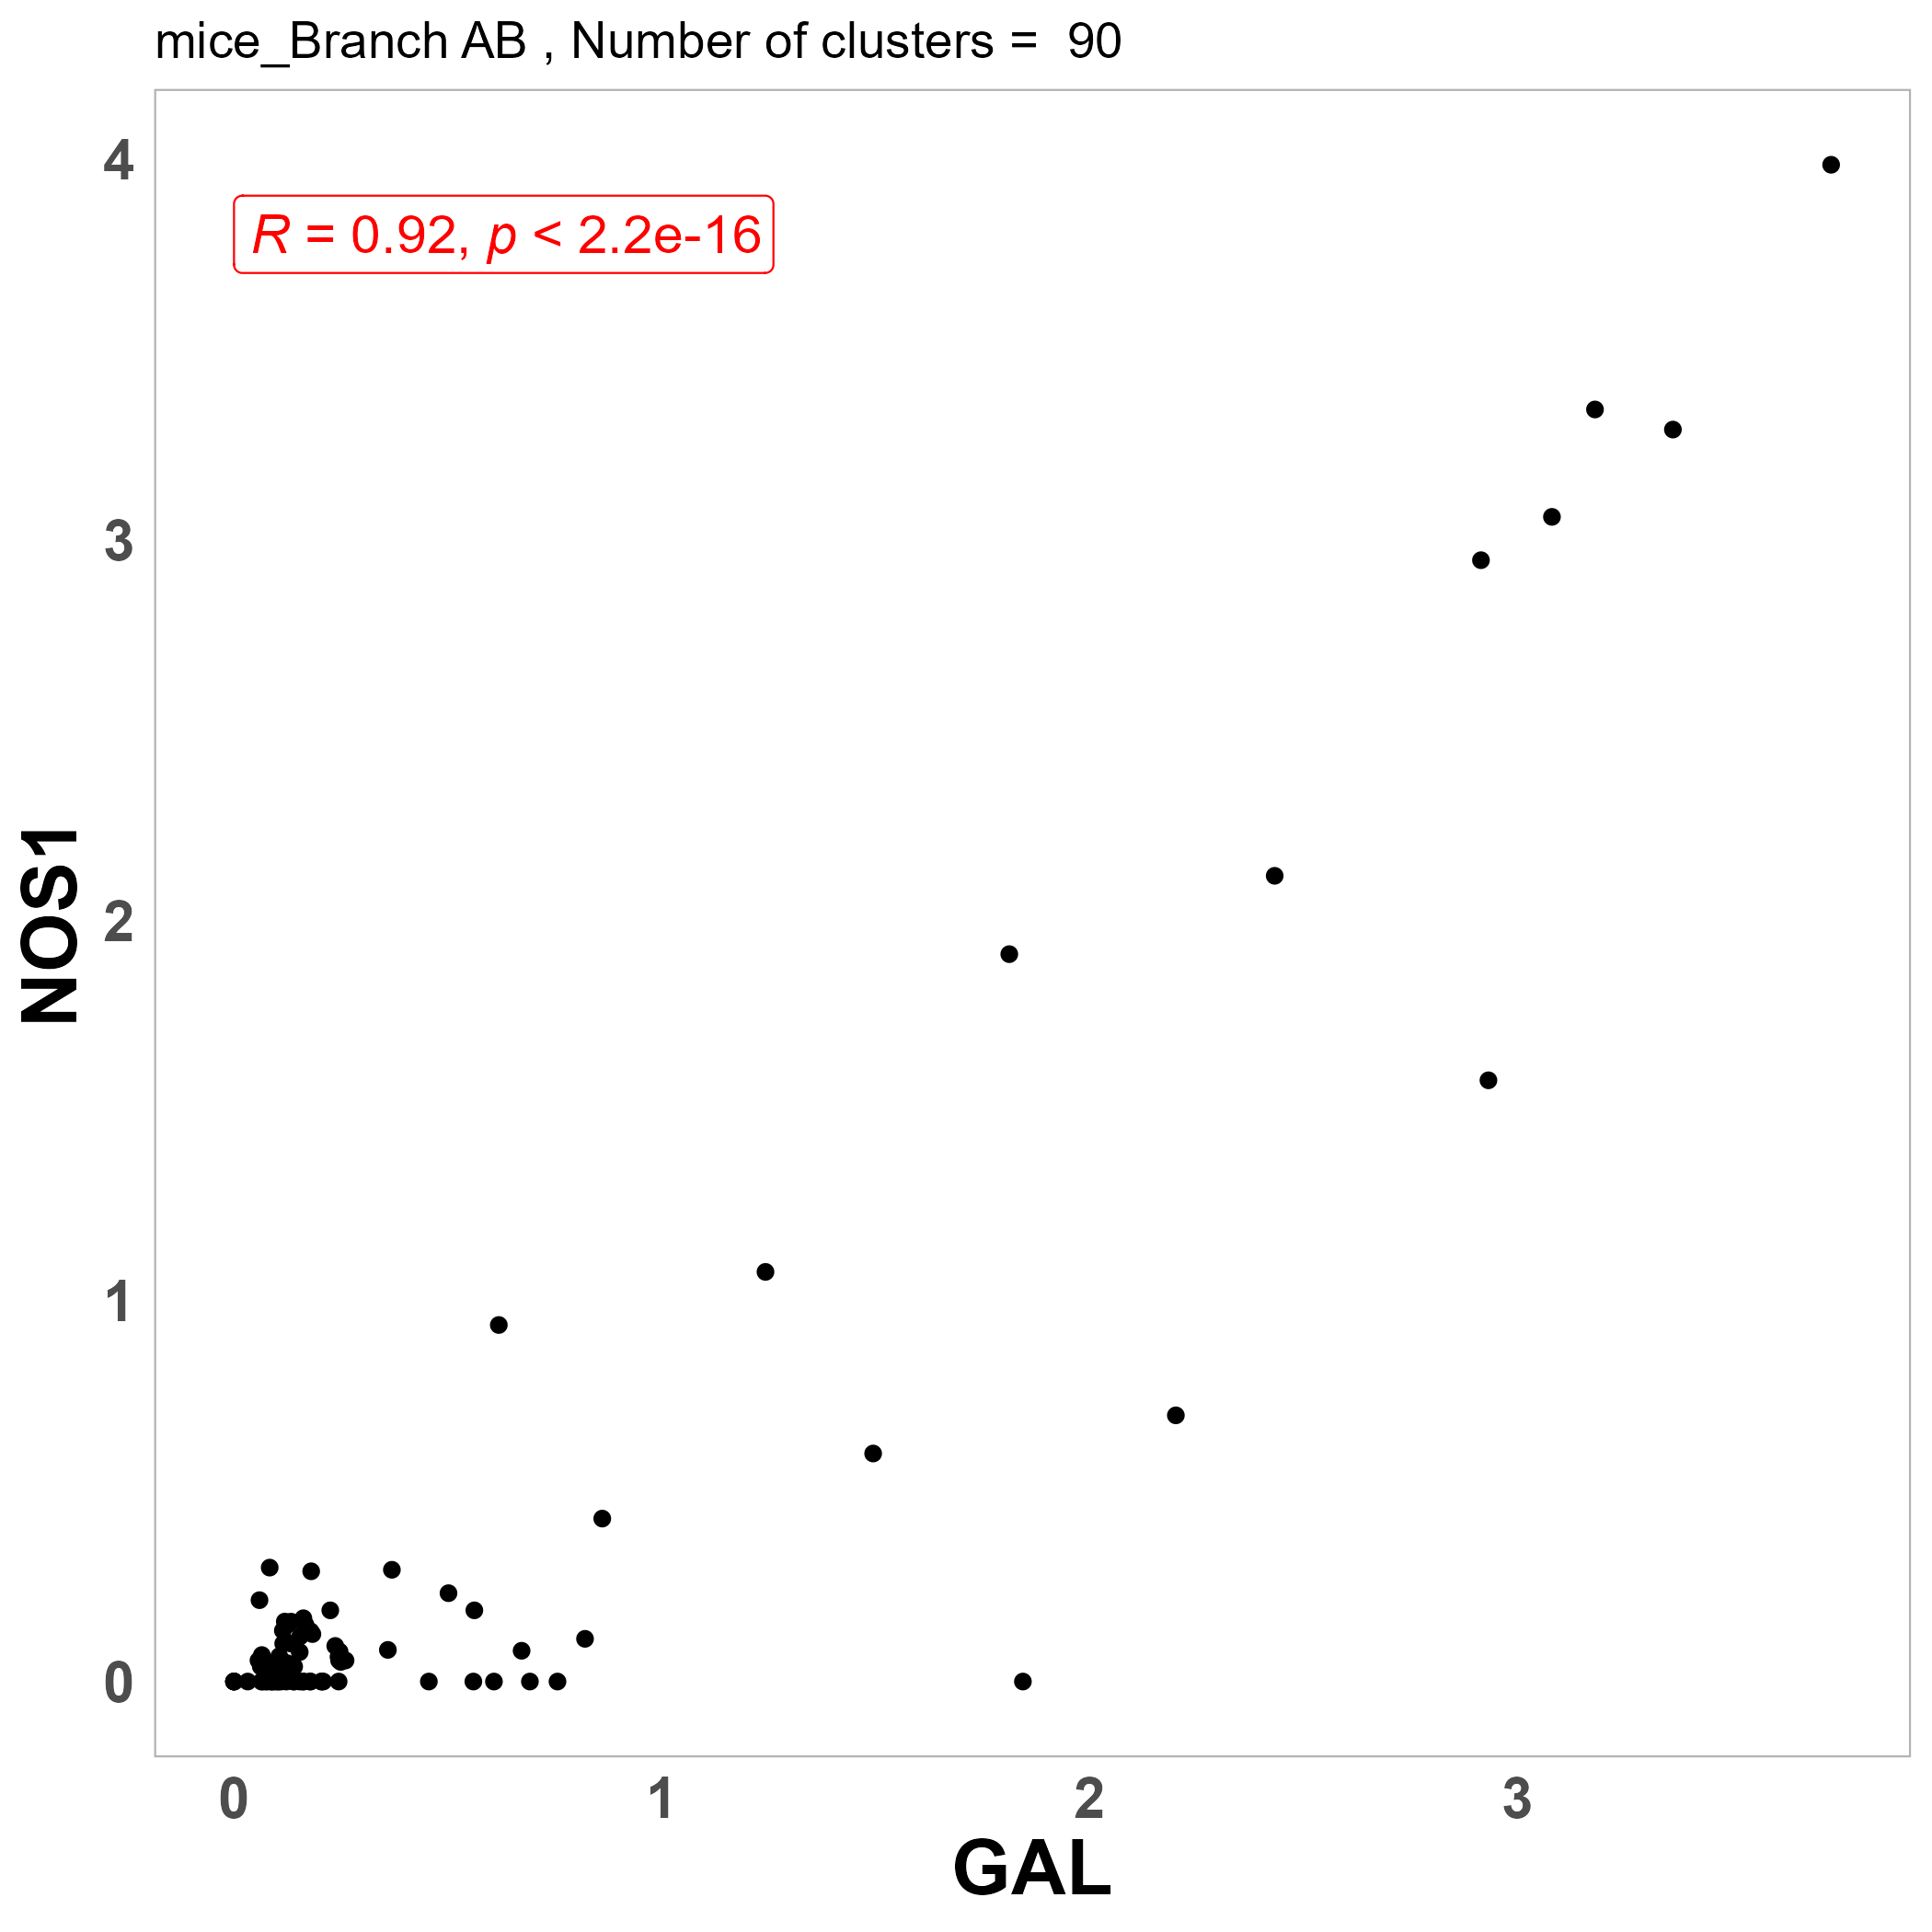 mice_Branch AB , Number of clusters =  90
4
R = 0.92, p < 2.2e-16
3
2
1
0
NOS1
0 1 2 3
GAL